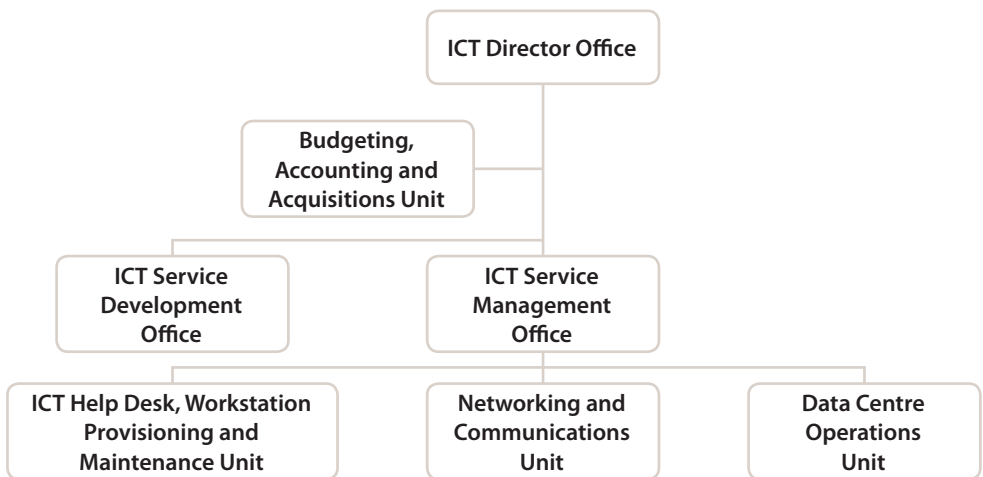 ICT Director Office
Budgeting,
Accounting and
Acquisitions Unit
ICT Service
Development
Office
ICT Service
Management
Office
ICT Help Desk, Workstation
Provisioning and
Maintenance Unit
Networking and
Communications
Unit
Data Centre
Operations
Unit